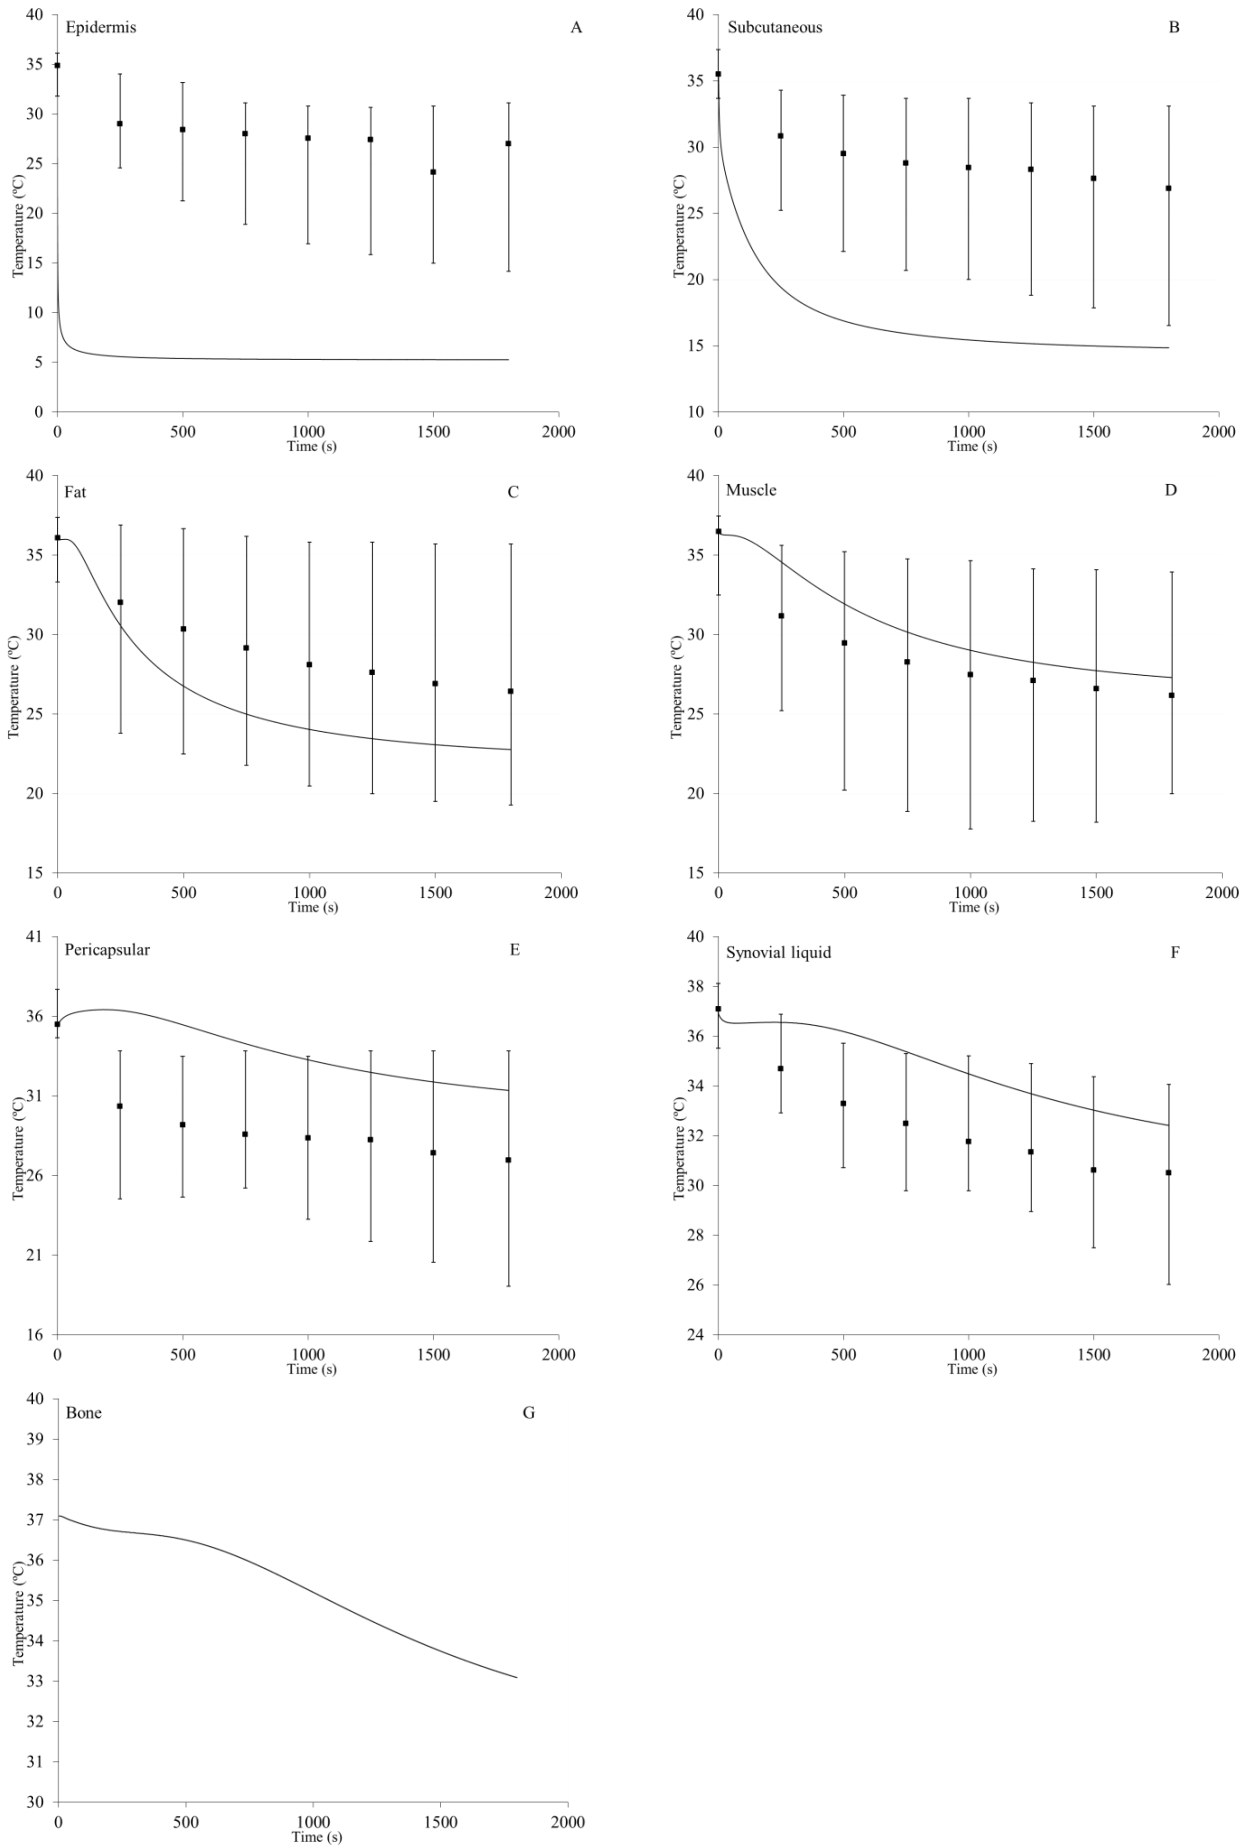 Epidermis A
Temperature (ºC)
40
35
30
25
20
15
10
5
0
0 500 1000 1500 2000
Time (s)
Subcutaneous B
Temperature (ºC)
40
35
30
25
20
15
10
0 500 1000 1500 2000
Time (s)
Fat C
Temperature (ºC)
40
35
30
25
20
15
0 500 1000 1500 2000
Time (s)
Muscle D
Temperature (ºC)
40
35
30
25
20
15
0 500 1000 1500 2000
Time (s)
Pericapsular E
Temperature (ºC)
41
36
31
26
21
16
0 500 1000 1500 2000
Time (s)
Synovial liquid F
Temperature (ºC)
40
38
36
34
32
30
28
26
24
0 500 1000 1500 2000
Time (s)
Bone G
Temperature (ºC)
40
39
38
37
36
35
34
33
32
31
30
0 500 1000 1500 2000
Time (s)